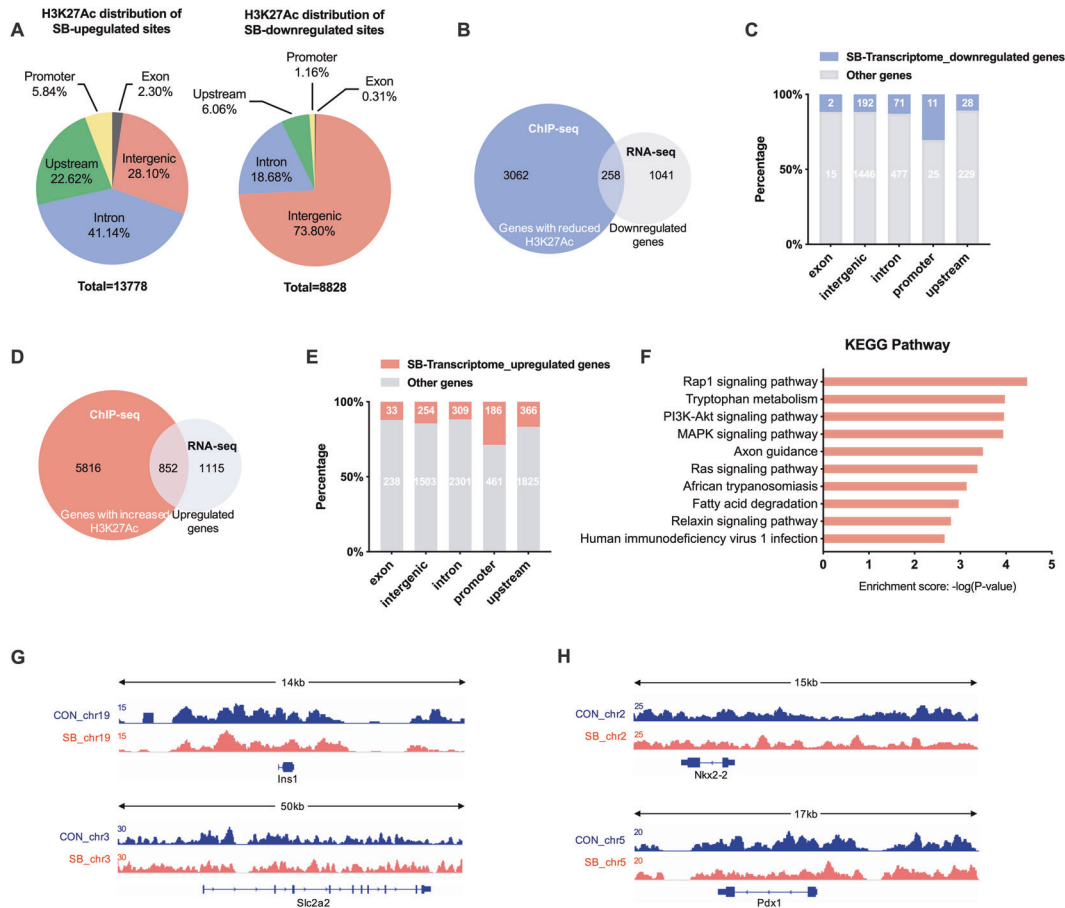 A
H3K27Ac distribution of
SB-upegulated sites
Promoter
5.84%
Exon
2.30%
Upstream
22.62%
Intergenic
28.10%
Intron
41.14%
Total=13778
H3K27Ac distribution of
SB-downregulated sites
Promoter
1.16%
Exon
0.31%
Upstream
6.06%
Intron
18.68%
Intergenic
73.80%
Total=8828
B
ChIP-seq
RNA-seq
3062
258
1041
Genes with reduced
H3K27Ac
Downregulated
genes
C
SB-Transcriptome_downregulated genes
Other genes
Percentage
100%
50%
0%
2
192
71
11
28
15
1446
477
25
229
exon
intergenic
intron
promoter
upstream
D
ChIP-seq
RNA-seq
5816
852
1115
Genes with increased
H3K27Ac
Upregulated
genes
E
SB-Transcriptome_upregulated genes
Other genes
Percentage
100%
50%
0%
33
254
309
186
366
238
1503
2301
461
1825
exon
intergenic
intron
promoter
upstream
F
KEGG Pathway
Rap1 signaling pathway
Tryptophan metabolism
PI3K-Akt signaling pathway
MAPK signaling pathway
Axon guidance
Ras signaling pathway
African trypanosomiasis
Fatty acid degradation
Relaxin signaling pathway
Human immunodeficiency virus 1 infection
0 1 2 3 4 5
Enrichment score: -log(P-value)
G
14kb
15
CON_chr19
15
SB_chr19
Ins1
50kb
30
CON_chr3
30
SB_chr3
Slc2a2
H
15kb
25
CON_chr2
25
SB_chr2
Nkx2-2
17kb
20
CON_chr5
20
SB_chr5
Pdx1